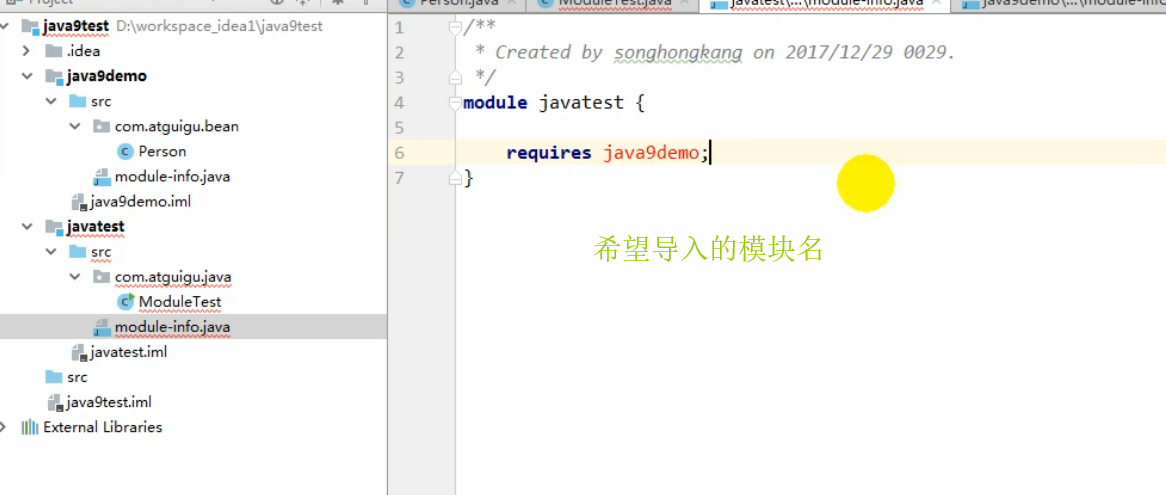 Person.java
ModuleTest.java
javatest\...\module-info.java
java9demo\...\module-info
java9test D:\workspace_idea1\java9test
.idea
java9demo
src
com.atguigu.bean
Person
module-info.java
java9demo.iml
javatest
src
com.atguigu.java
ModuleTest
module-info.java
javatest.iml
src
java9test.iml
External Libraries
1 /**
2 * Created by songhongkang on 2017/12/29 0029.
3 */
4 module javatest {
5
6 requires java9demo;
7 }
希望导入的模块名